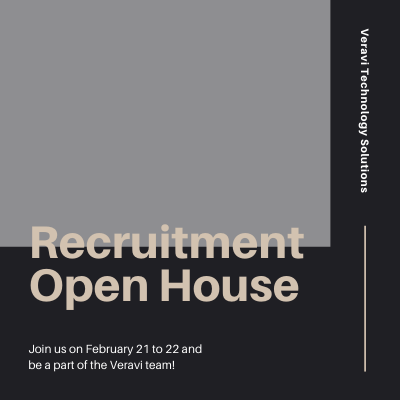 Veravi Technology Solutions
Recruitment
Open House
Join us on February 21 to 22 and
be a part of the Veravi team!